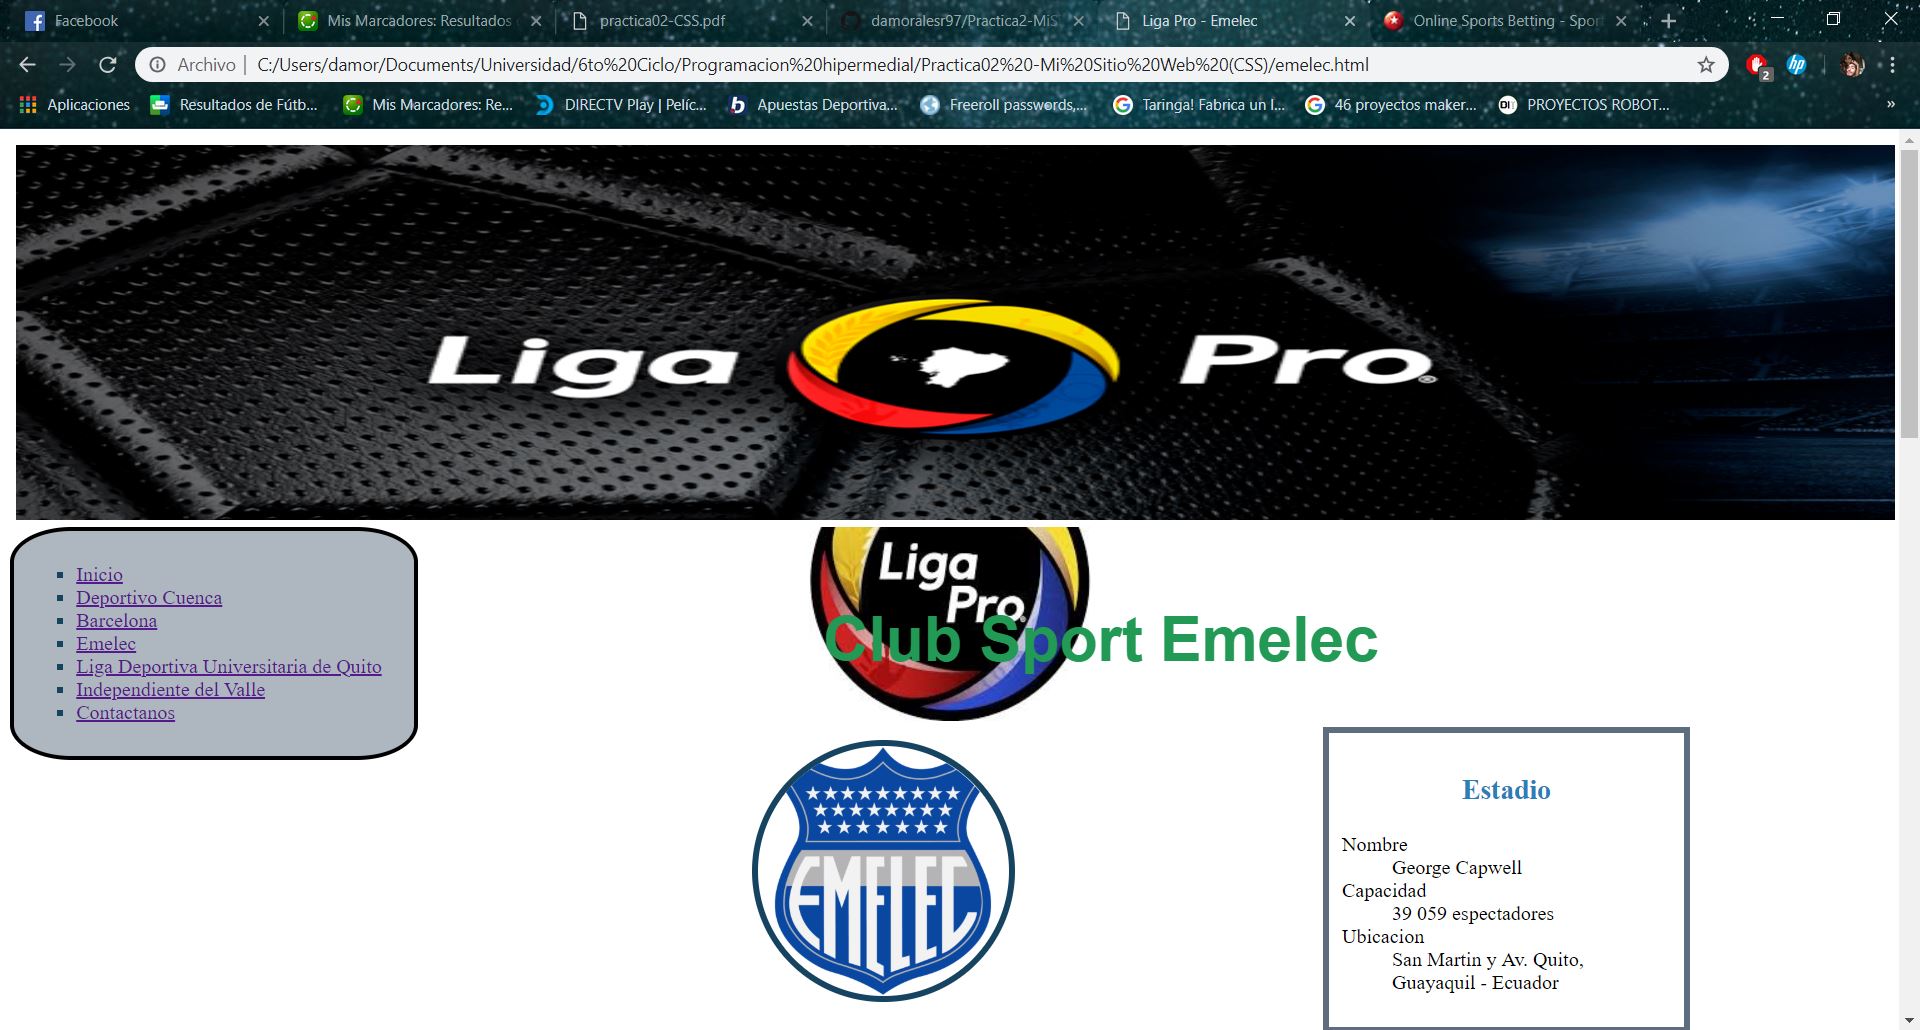 Facebook
Mis Marcadores: Resultados
practica02-CSS.pdf
damoralesr97/Practica2-MiS
Liga Pro - Emelec
Online Sports Betting - Spor
Archivo | C:/Users/damor/Documents/Universidad/6to%20Ciclo/Programacion%20hipermedial/Practica02%20-Mi%20Sitio%20Web%20(CSS)/emelec.html
2
hp
Aplicaciones
Resultados de Fútb...
Mis Marcadores: Re...
DIRECTV Play | Pelíc...
Apuestas Deportiva...
Freeroll passwords,...
Taringa! Fabrica un I...
46 proyectos maker...
PROYECTOS ROBOT...
»
Liga Pro®
Inicio
Deportivo Cuenca
Barcelona
Emelec
Liga Deportiva Universitaria de Quito
Independiente del Valle
Contactanos
Liga
Pro
Club Sport Emelec
EMELEC
Estadio
Nombre
George Capwell
Capacidad
39 059 espectadores
Ubicacion
San Martin y Av. Quito,
Guayaquil - Ecuador